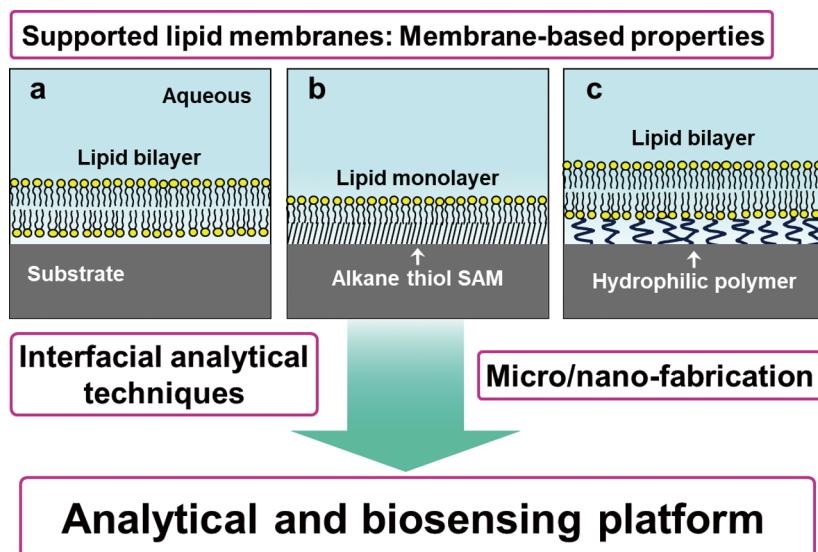 Supported lipid membranes: Membrane-based properties
a
Aqueous
Lipid bilayer
Substrate
b
Lipid monolayer
Alkane thiol SAM
c
Lipid bilayer
Hydrophilic polymer
Interfacial analytical
techniques
Micro/nano-fabrication
Analytical and biosensing platform